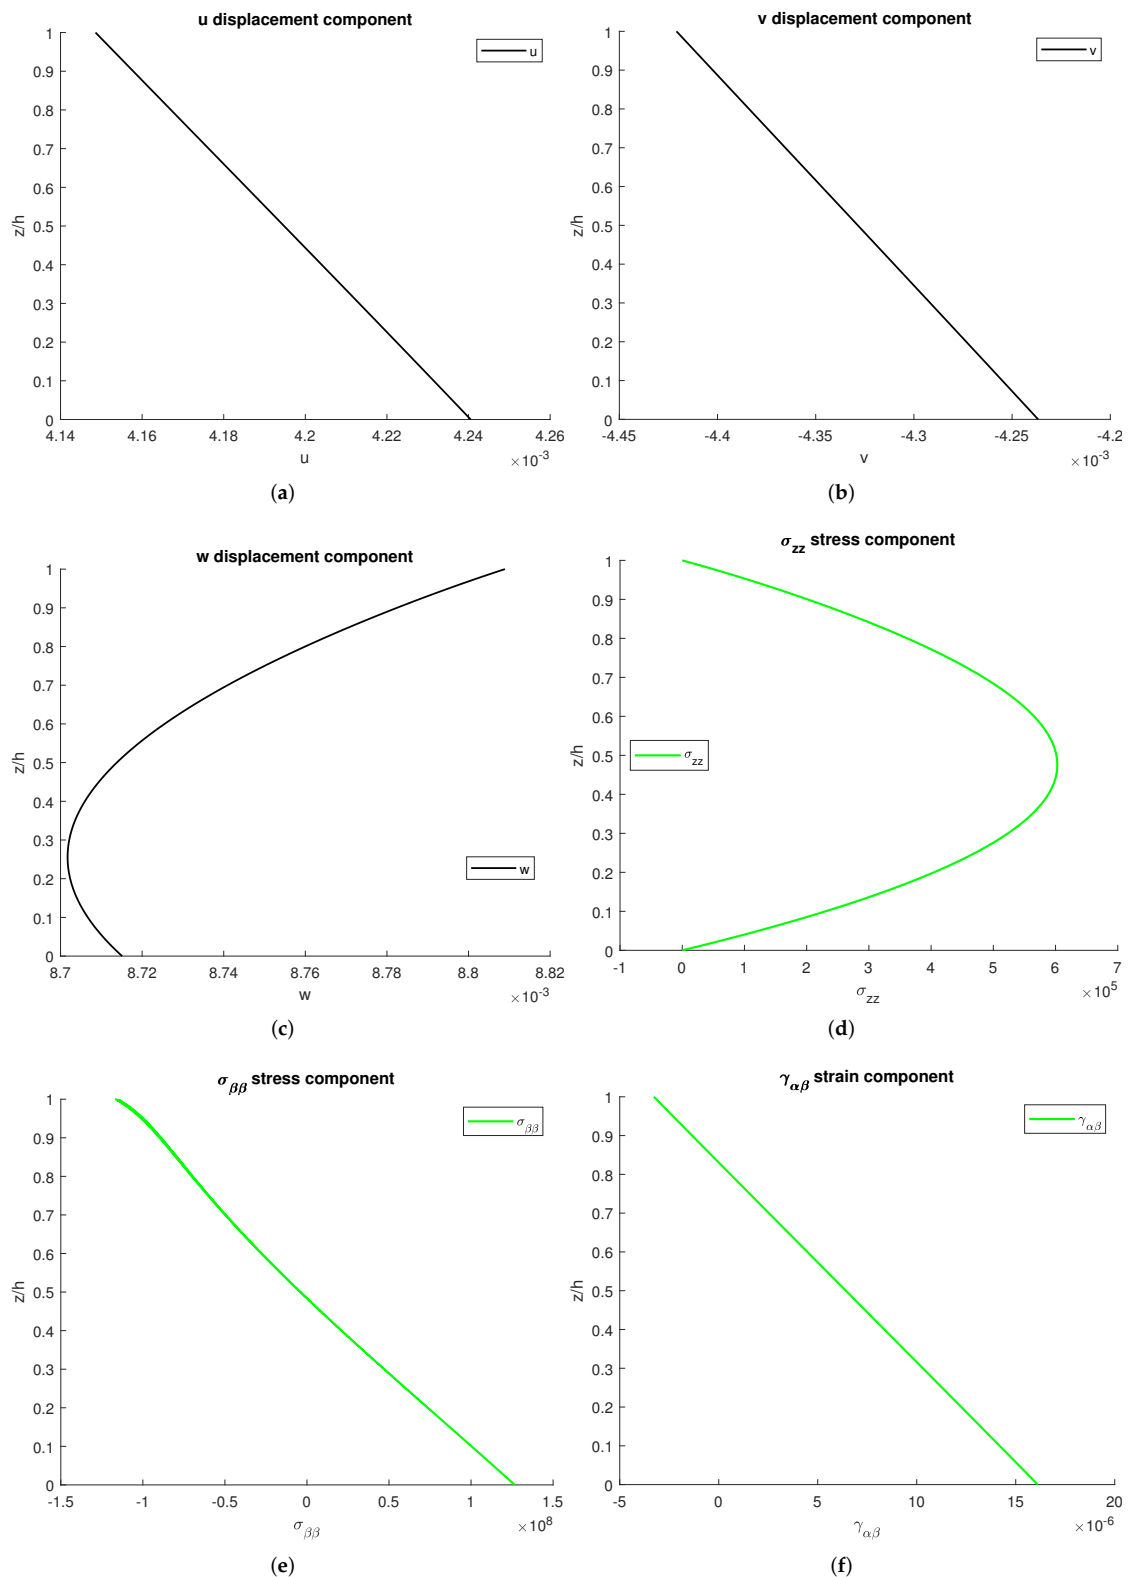 u displacement component
1
0.9
0.8
0.7
0.6
0.5
0.4
0.3
0.2
0.1
0
z/h
u
4.14 4.16 4.18 4.2 4.22 4.24 4.26
u
×10-3
(a)
v displacement component
1
0.9
0.8
0.7
0.6
0.5
0.4
0.3
0.2
0.1
0
z/h
v
-4.45 -4.4 -4.35 -4.3 -4.25 -4.2
v
×10-3
(b)
w displacement component
1
0.9
0.8
0.7
0.6
0.5
0.4
0.3
0.2
0.1
0
z/h
w
8.7 8.72 8.74 8.76 8.78 8.8 8.82
w
×10-3
(c)
σzz stress component
1
0.9
0.8
0.7
0.6
0.5
0.4
0.3
0.2
0.1
0
z/h
σzz
-1 0 1 2 3 4 5 6 7
σzz
×105
(d)
σββ stress component
1
0.9
0.8
0.7
0.6
0.5
0.4
0.3
0.2
0.1
0
z/h
σββ
-1.5 -1 -0.5 0 0.5 1 1.5
σββ
×108
(e)
γαβ strain component
1
0.9
0.8
0.7
0.6
0.5
0.4
0.3
0.2
0.1
0
z/h
γαβ
-5 0 5 10 15 20
γαβ
×10-6
(f)